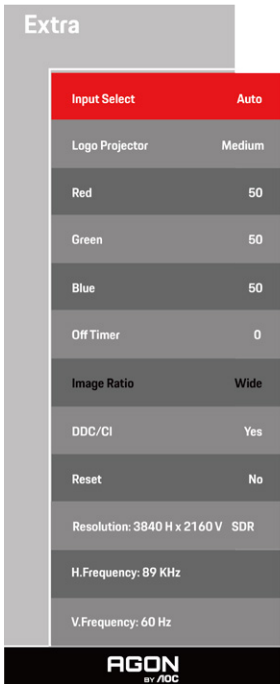 Extra
Input Select Auto
Logo Projector Medium
Red 50
Green 50
Blue 50
Off Timer 0
Image Ratio Wide
DDC/CI Yes
Reset No
Resolution: 3840 H x 2160 V SDR
H.Frequency: 89 KHz
V.Frequency: 60 Hz
AGON
BY AOC